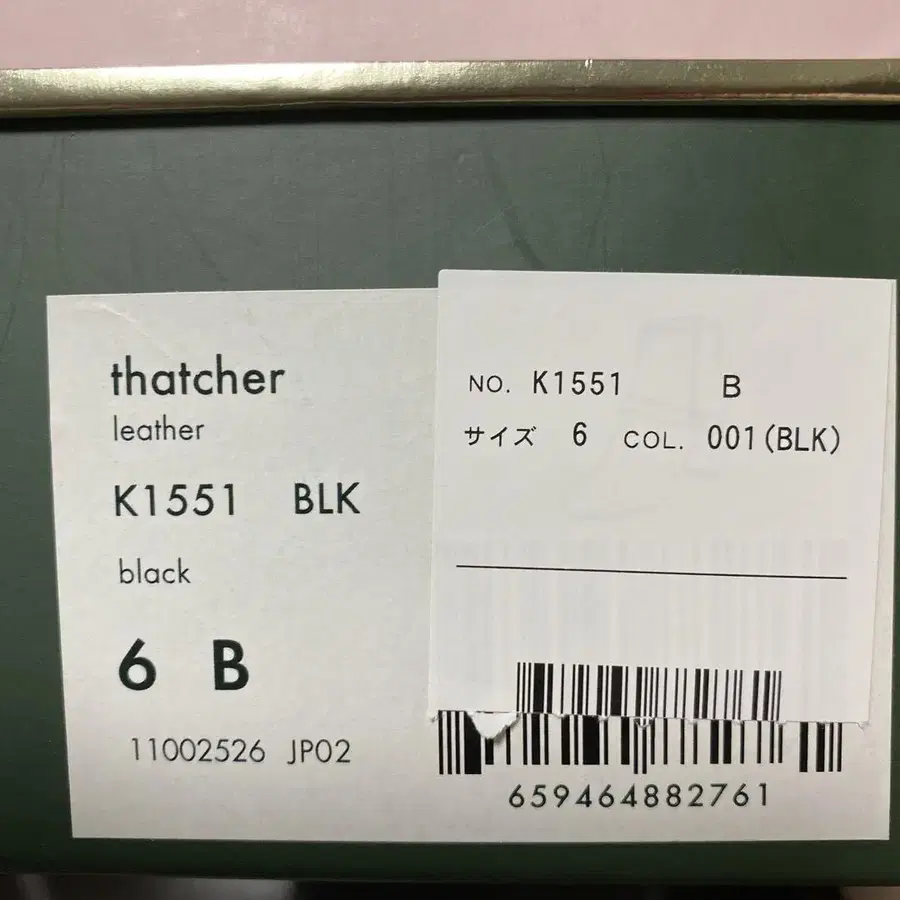 thatcher
leather
K1551 BLK
black
6 B
11002526 JP02
NO. K1551 B
サイズ 6 COL. 001(BLK)
659464882761